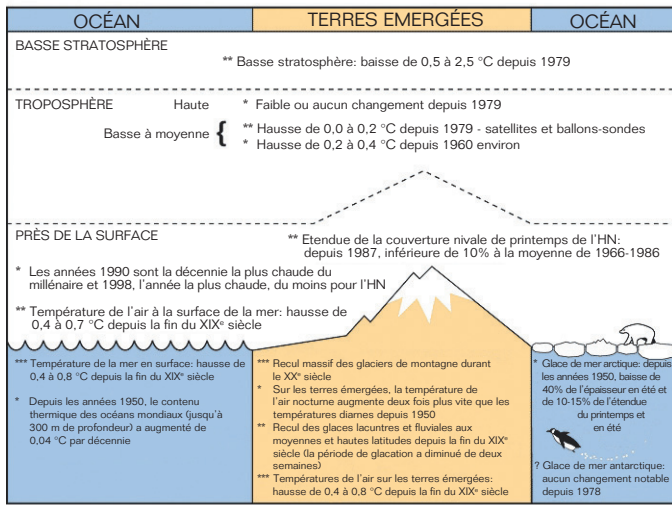 OCÉAN
TERRES EMERGÉES
OCÉAN
BASSE STRATOSPHÈRE
** Basse stratosphère: baisse de 0,5 à 2,5 °C depuis 1979
TROPOSPHÈRE Haute * Faible ou aucun changement depuis 1979
Basse à moyenne { ** Hausse de 0,0 à 0,2 °C depuis 1979 - satellites et ballons-sondes
* Hausse de 0,2 à 0,4 °C depuis 1960 environ
PRÈS DE LA SURFACE
** Etendue de la couverture nivale de printemps de l'HN:
depuis 1987, inférieure de 10% à la moyenne de 1966-1986
* Les années 1990 sont la décennie la plus chaude du
millénaire et 1998, l'année la plus chaude, du moins pour l'HN
** Température de l'air à la surface de la mer: hausse de
0,4 à 0,7 °C depuis la fin du XIXe siècle
*** Température de la mer en surface: hausse de
0,4 à 0,8 °C depuis la fin du XIXe siècle
* Depuis les années 1950, le contenu
thermique des océans mondiaux (jusqu'à
300 m de profondeur) a augmenté de
0,04 °C par décennie
*** Recul massif des glaciers de montagne durant
le XXe siècle
* Sur les terres émergées, la température de
l'air nocturne augmente deux fois plus vite que les
températures diarnes depuis 1950
** Recul des glaces lacuntres et fluviales aux
moyennes et hautes latitudes depuis la fin du XIXe
siècle (la période de glacation a diminué de deux
semaines)
*** Températures de l'air sur les terres émergées:
hausse de 0,4 à 0,8 °C depuis la fin du XIXe siècle
* Glace de mer arctique: depuis
les années 1950, baisse de
40% de l'épaisseur en été et
de 10-15% de l'étendue
du printemps et
en été
? Glace de mer antarctique:
aucun changement notable
depuis 1978